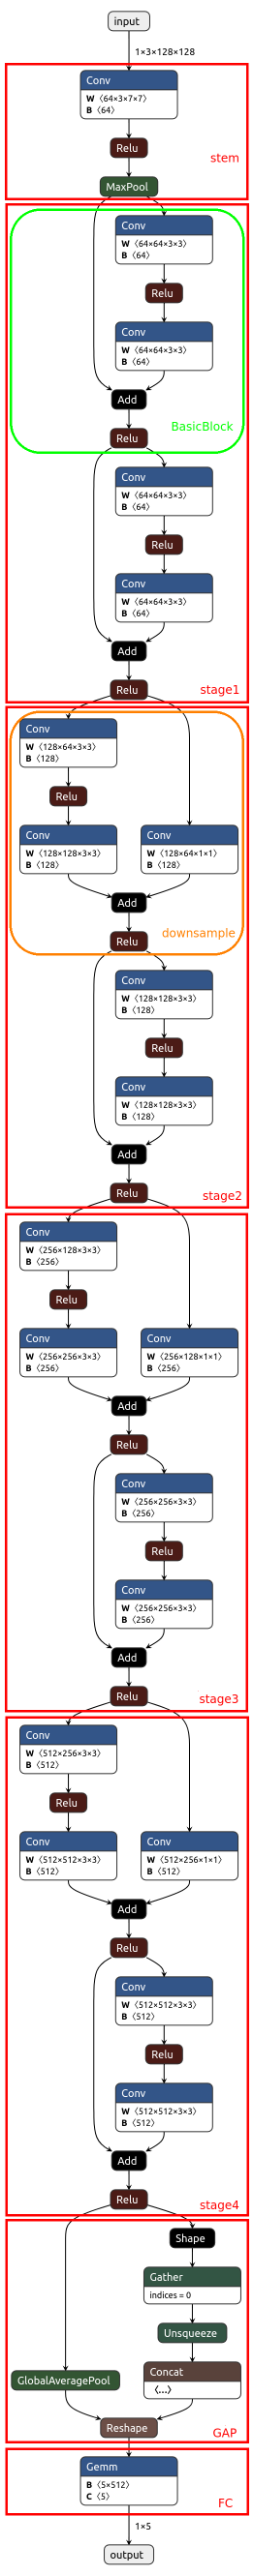 input
1×3×128×128
Conv
W ⟨64×3×7×7⟩
B ⟨64⟩
Relu
stem
MaxPool
Conv
W ⟨64×64×3×3⟩
B ⟨64⟩
Relu
Conv
W ⟨64×64×3×3⟩
B ⟨64⟩
Add
BasicBlock
Relu
Conv
W ⟨64×64×3×3⟩
B ⟨64⟩
Relu
Conv
W ⟨64×64×3×3⟩
B ⟨64⟩
Add
Relu
stage1
Conv
W ⟨128×64×3×3⟩
B ⟨128⟩
Relu
Conv
W ⟨128×128×3×3⟩
B ⟨128⟩
Conv
W ⟨128×64×1×1⟩
B ⟨128⟩
Add
downsample
Relu
Conv
W ⟨128×128×3×3⟩
B ⟨128⟩
Relu
Conv
W ⟨128×128×3×3⟩
B ⟨128⟩
Add
Relu
stage2
Conv
W ⟨256×128×3×3⟩
B ⟨256⟩
Relu
Conv
W ⟨256×256×3×3⟩
B ⟨256⟩
Conv
W ⟨256×128×1×1⟩
B ⟨256⟩
Add
Relu
Conv
W ⟨256×256×3×3⟩
B ⟨256⟩
Relu
Conv
W ⟨256×256×3×3⟩
B ⟨256⟩
Add
Relu
stage3
Conv
W ⟨512×256×3×3⟩
B ⟨512⟩
Relu
Conv
W ⟨512×512×3×3⟩
B ⟨512⟩
Conv
W ⟨512×256×1×1⟩
B ⟨512⟩
Add
Relu
Conv
W ⟨512×512×3×3⟩
B ⟨512⟩
Relu
Conv
W ⟨512×512×3×3⟩
B ⟨512⟩
Add
Relu
stage4
Shape
Gather
indices = 0
Unsqueeze
GlobalAveragePool
Concat
⟨…⟩
Reshape
GAP
Gemm
B ⟨5×512⟩
C ⟨5⟩
FC
1×5
output